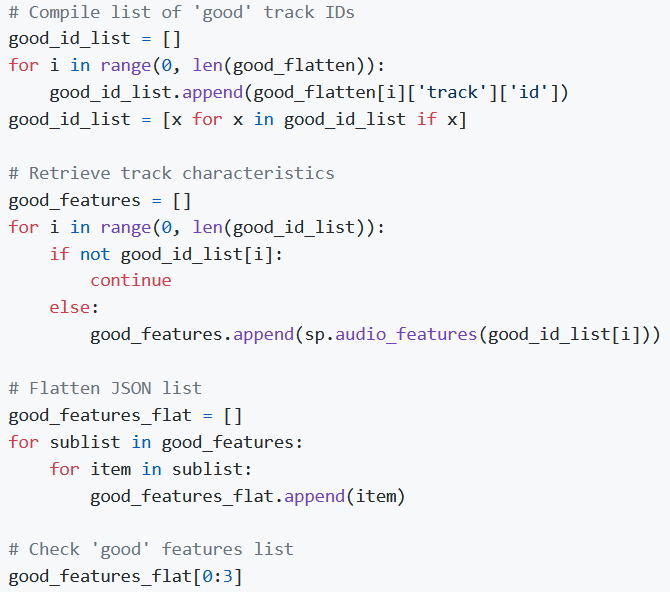 # Compile list of 'good' track IDs
good_id_list = []
for i in range(0, len(good_flatten)):
    good_id_list.append(good_flatten[i]['track']['id'])
good_id_list = [x for x in good_id_list if x]

# Retrieve track characteristics
good_features = []
for i in range(0, len(good_id_list)):
    if not good_id_list[i]:
        continue
    else:
        good_features.append(sp.audio_features(good_id_list[i]))

# Flatten JSON list
good_features_flat = []
for sublist in good_features:
    for item in sublist:
        good_features_flat.append(item)

# Check 'good' features list
good_features_flat[0:3]